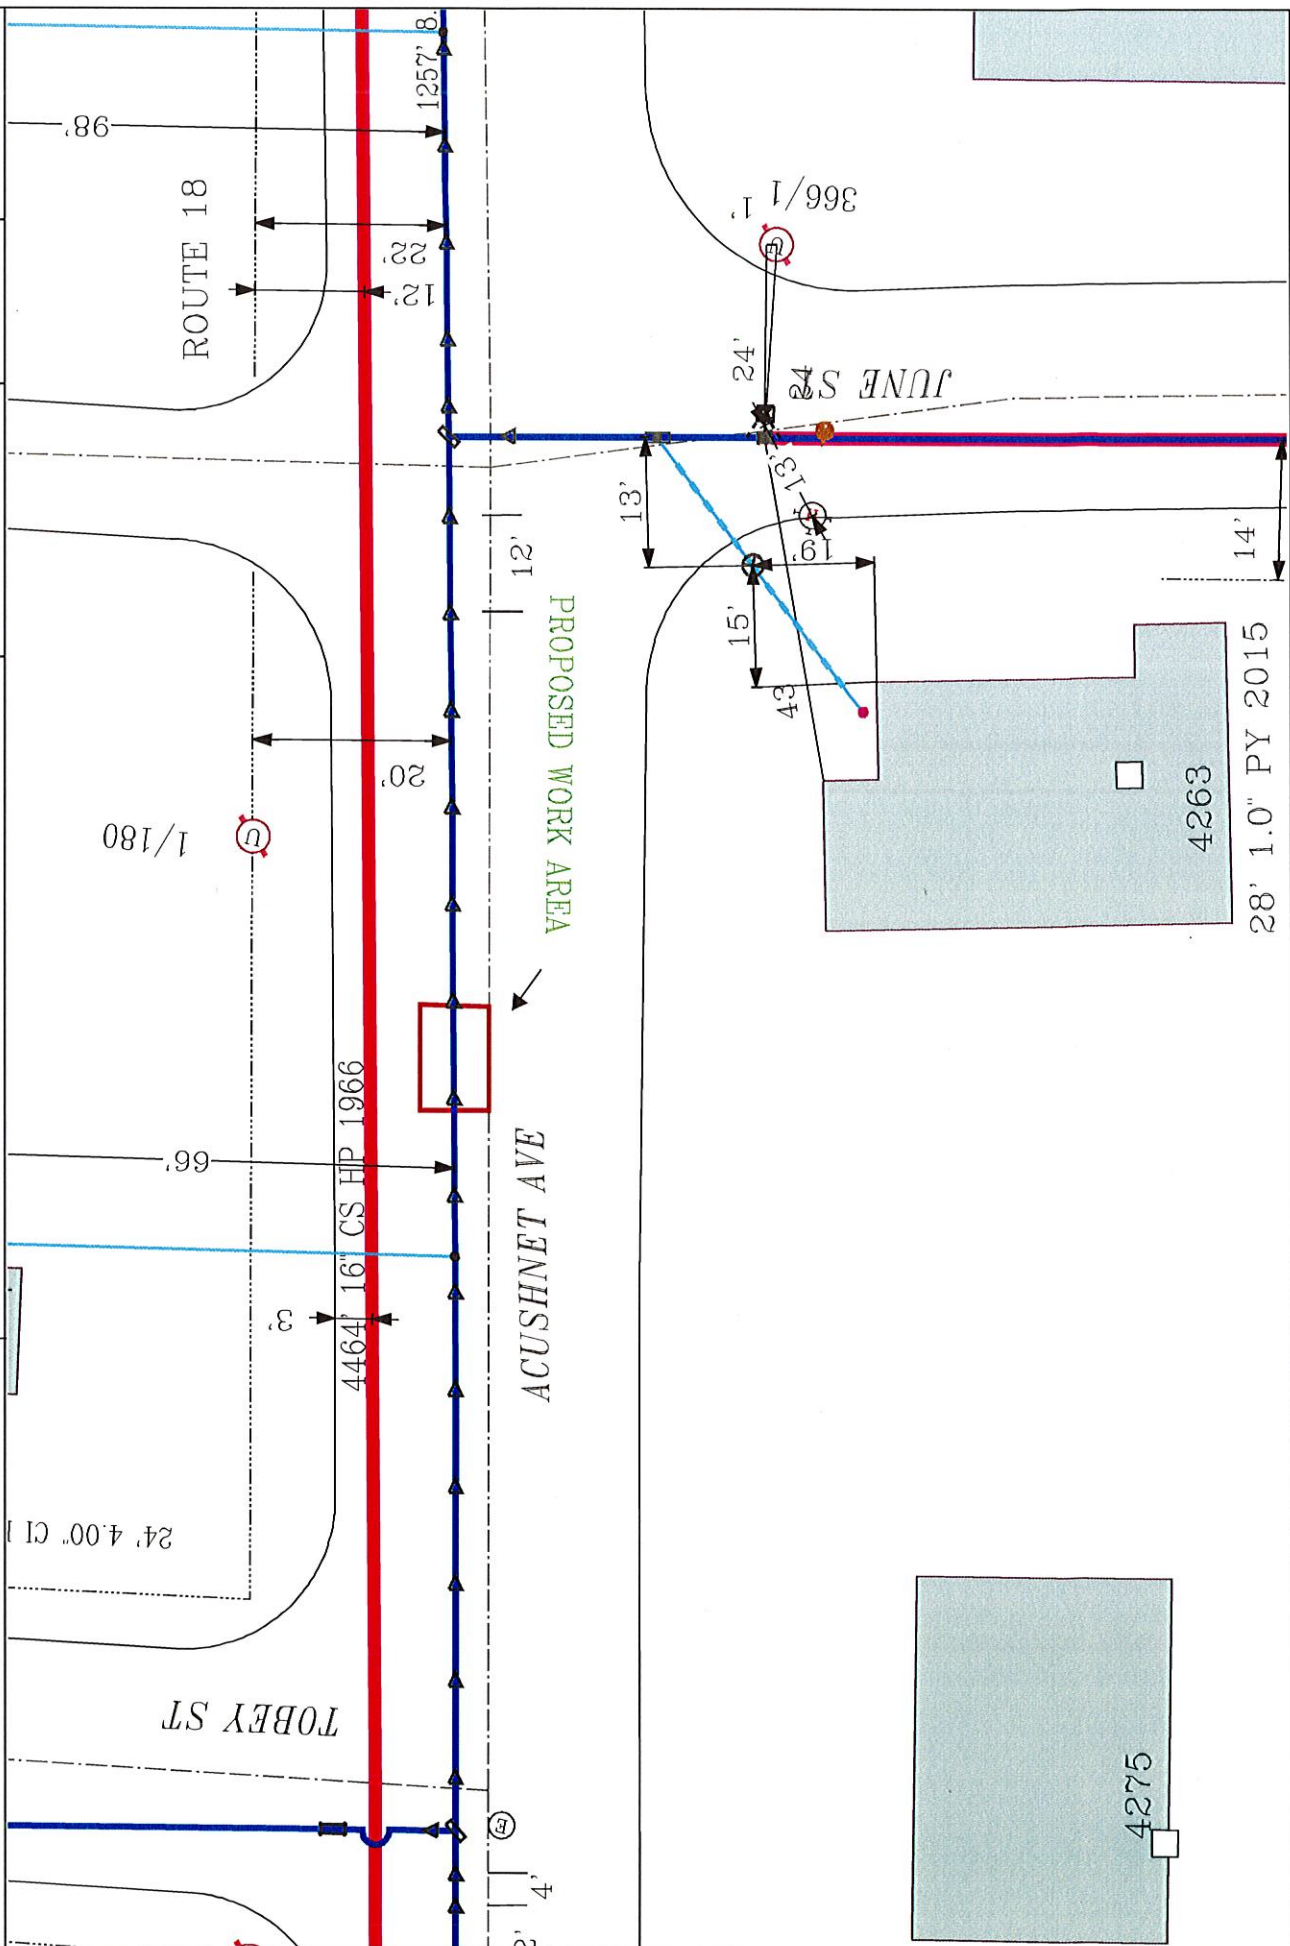 1257' 8.
98'
ROUTE 18
22'
12'
1'
366/1
24'
24
JUNE ST
13'
13'
19'
12'
15'
14'
43
PROPOSED WORK AREA
20'
1/180
4263
28' 1.0" PY 2015
4464' 16" CS HP 1966
66'
ACUSHNET AVE
3'
24' 4.00" CI
TOBEY ST
E
4'
4275
U